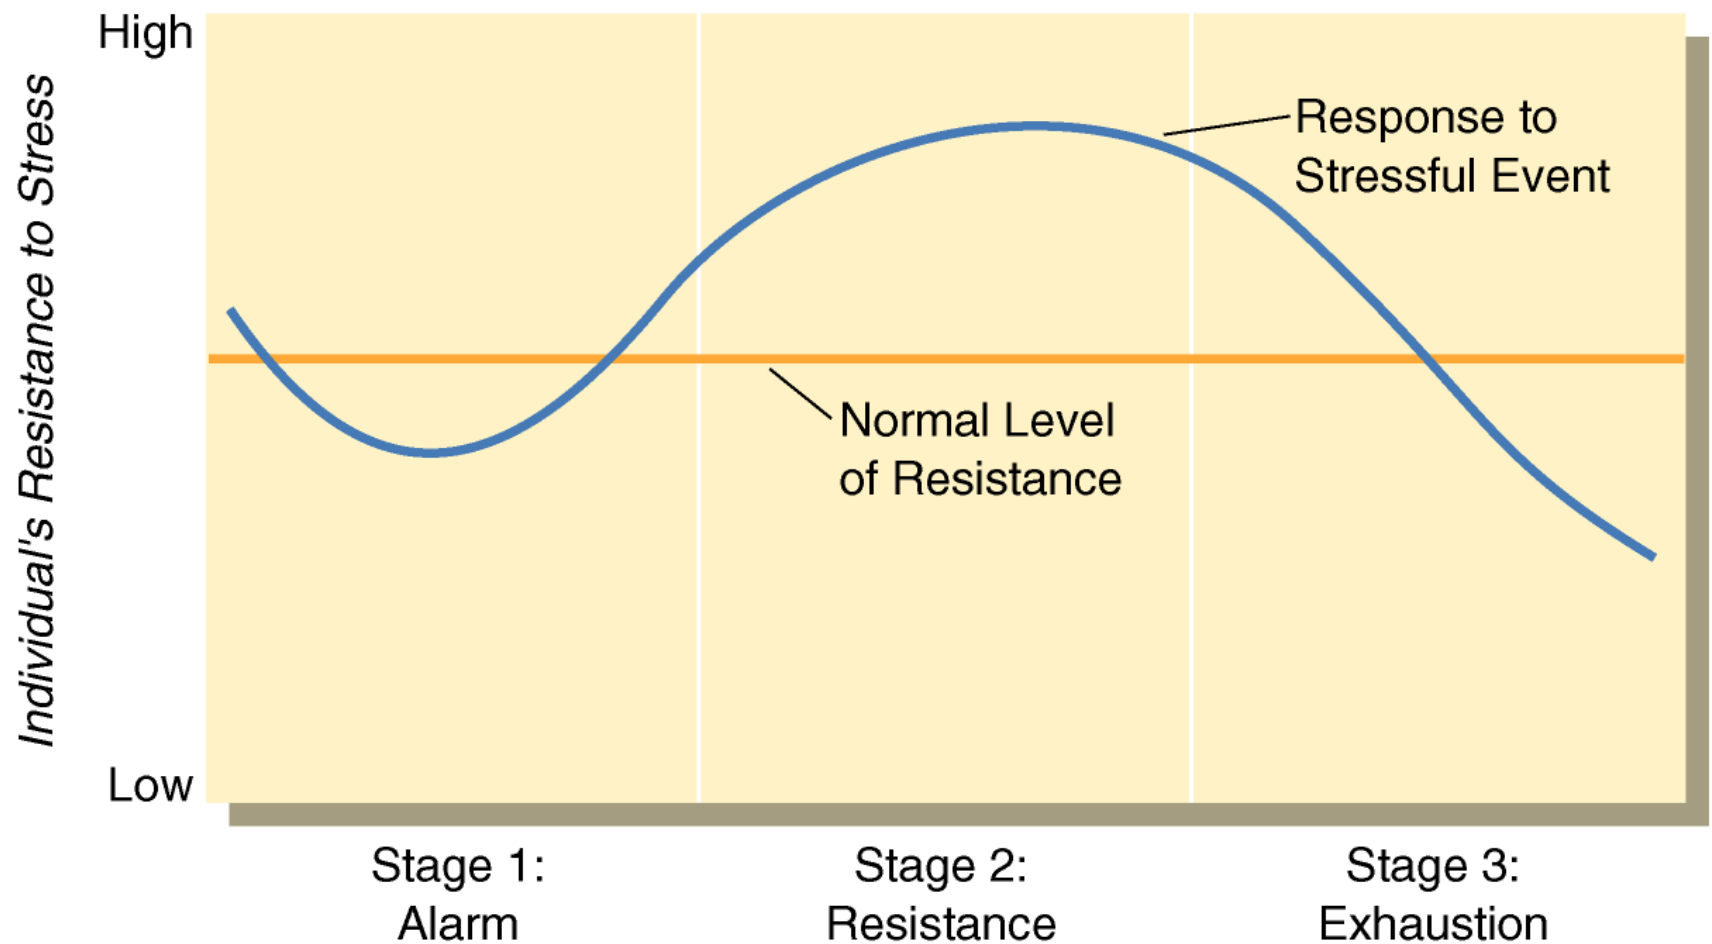 High
Individual's Resistance to Stress
Response to
Stressful Event
Normal Level
of Resistance
Low
Stage 1:
Alarm
Stage 2:
Resistance
Stage 3:
Exhaustion